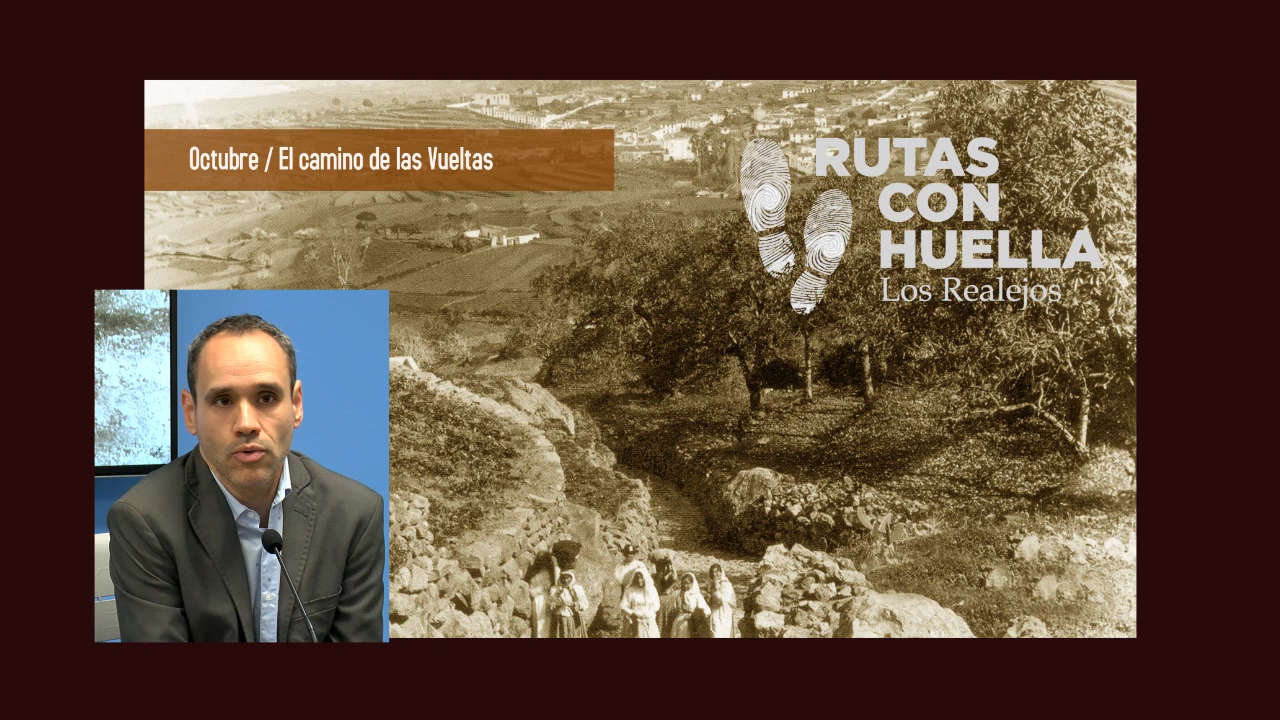 Octubre / El camino de las Vueltas
RUTAS
CON
HUELLA
Los Realejos